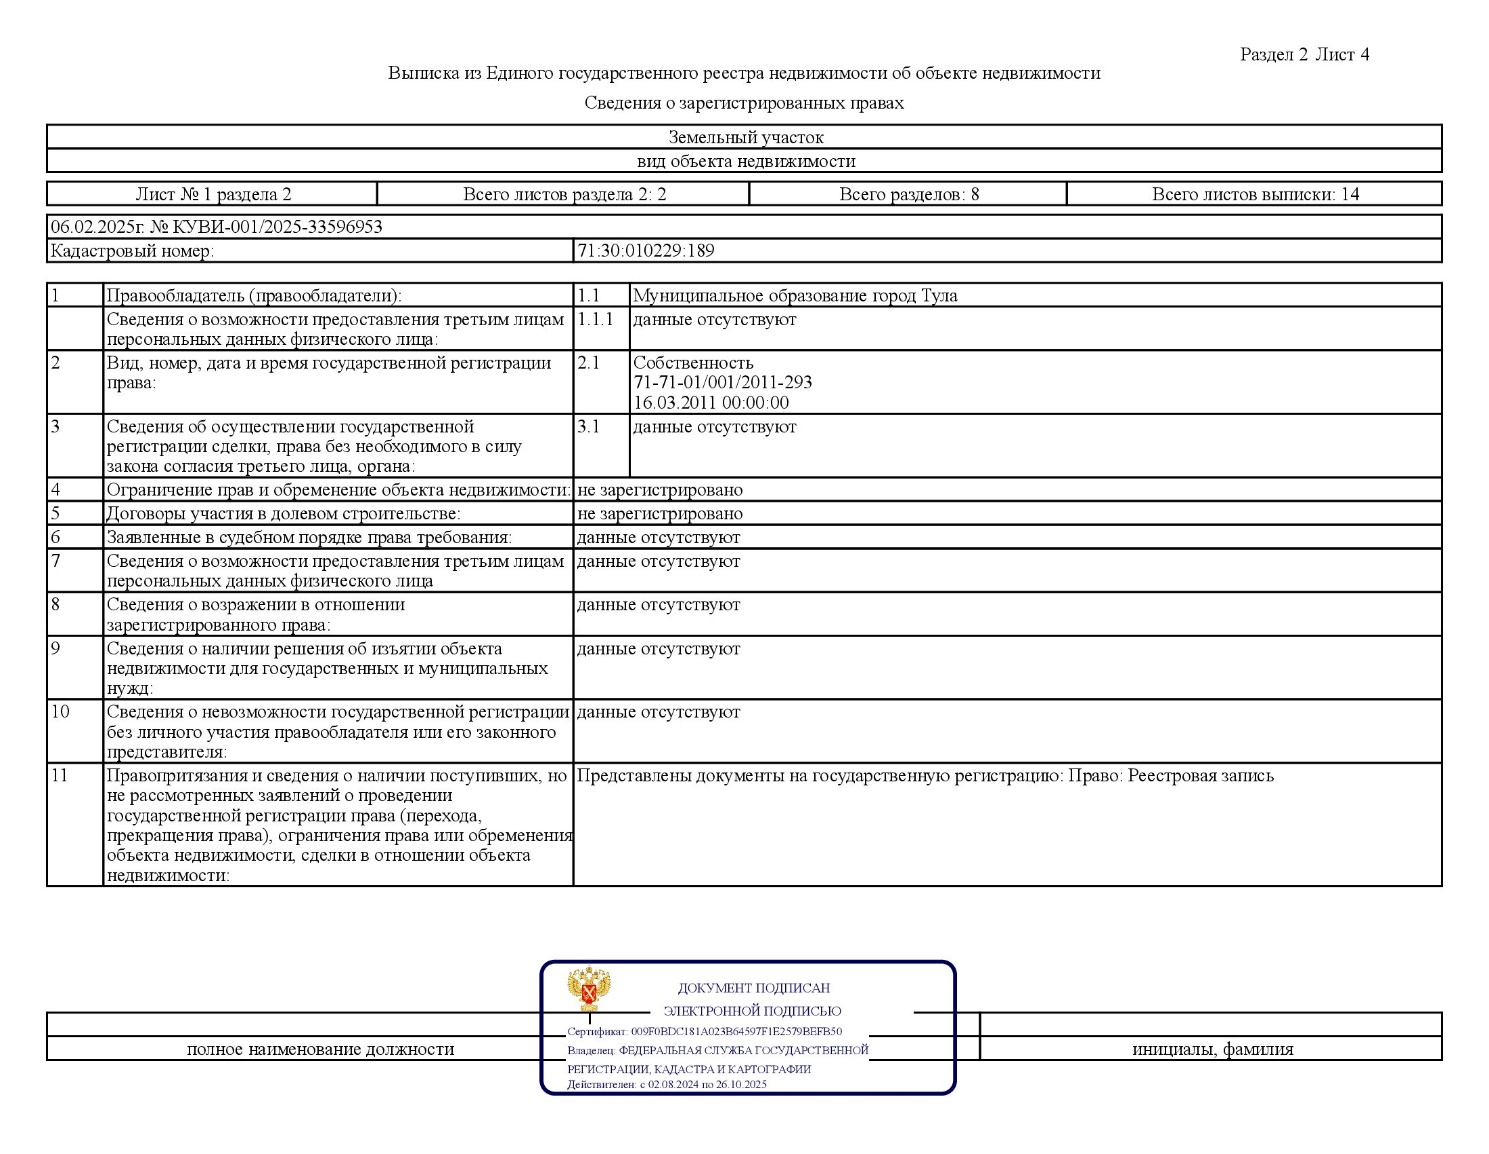 Раздел 2 Лист 4
Выписка из Единого государственного реестра недвижимости об объекте недвижимости
Сведения о зарегистрированных правах
Земельный участок
вид объекта недвижимости
Лист № 1 раздела 2 Всего листов раздела 2: 2 Всего разделов: 8 Всего листов выписки: 14
06.02.2025г. № КУВИ-001/2025-33596953
Кадастровый номер: 71:30:010229:189
1 Правообладатель (правообладатели): 1.1 Муниципальное образование город Тула
Сведения о возможности предоставления третьим лицам 1.1.1 данные отсутствуют
персональных данных физического лица:
2 Вид, номер, дата и время государственной регистрации 2.1 Собственность
права: 71-71-01/001/2011-293
16.03.2011 00:00:00
3 Сведения об осуществлении государственной 3.1 данные отсутствуют
регистрации сделки, права без необходимого в силу
закона согласия третьего лица, органа:
4 Ограничение прав и обременение объекта недвижимости: не зарегистрировано
5 Договоры участия в долевом строительстве: не зарегистрировано
6 Заявленные в судебном порядке права требования: данные отсутствуют
7 Сведения о возможности предоставления третьим лицам данные отсутствуют
персональных данных физического лица
8 Сведения о возражении в отношении данные отсутствуют
зарегистрированного права:
9 Сведения о наличии решения об изъятии объекта данные отсутствуют
недвижимости для государственных и муниципальных
нужд:
10 Сведения о невозможности государственной регистрации данные отсутствуют
без личного участия правообладателя или его законного
представителя:
11 Правопритязания и сведения о наличии поступивших, но Представлены документы на государственную регистрацию: Право: Реестровая запись
не рассмотренных заявлений о проведении
государственной регистрации права (перехода,
прекращения права), ограничения права или обременения
объекта недвижимости, сделки в отношении объекта
недвижимости:
ДОКУМЕНТ ПОДПИСАН
ЭЛЕКТРОННОЙ ПОДПИСЬЮ
Сертификат: 009F0BDC181A023B64597F1E2579BEFB50
полное наименование должности Владелец: ФЕДЕРАЛЬНАЯ СЛУЖБА ГОСУДАРСТВЕННОЙ инициалы, фамилия
РЕГИСТРАЦИИ, КАДАСТРА И КАРТОГРАФИИ
Действителен: с 02.08.2024 по 26.10.2025